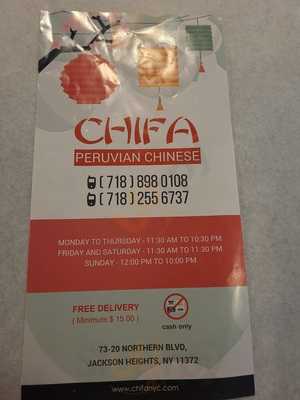 CHIFA
PERUVIAN CHINESE
(718)898 0108
(718)255 6737
MONDAY TO THURSDAY - 11:30 AM TO 10:30 PM
FRIDAY AND SATURDAY - 11:30 AM TO 11:30 PM
SUNDAY - 12:00 PM TO 10:00 PM
FREE DELIVERY
( Minimute $ 15.00 )
cash only
73-20 NORTHERN BLVD,
JACKSON HEIGHTS, NY 11372
www.chifanyc.com